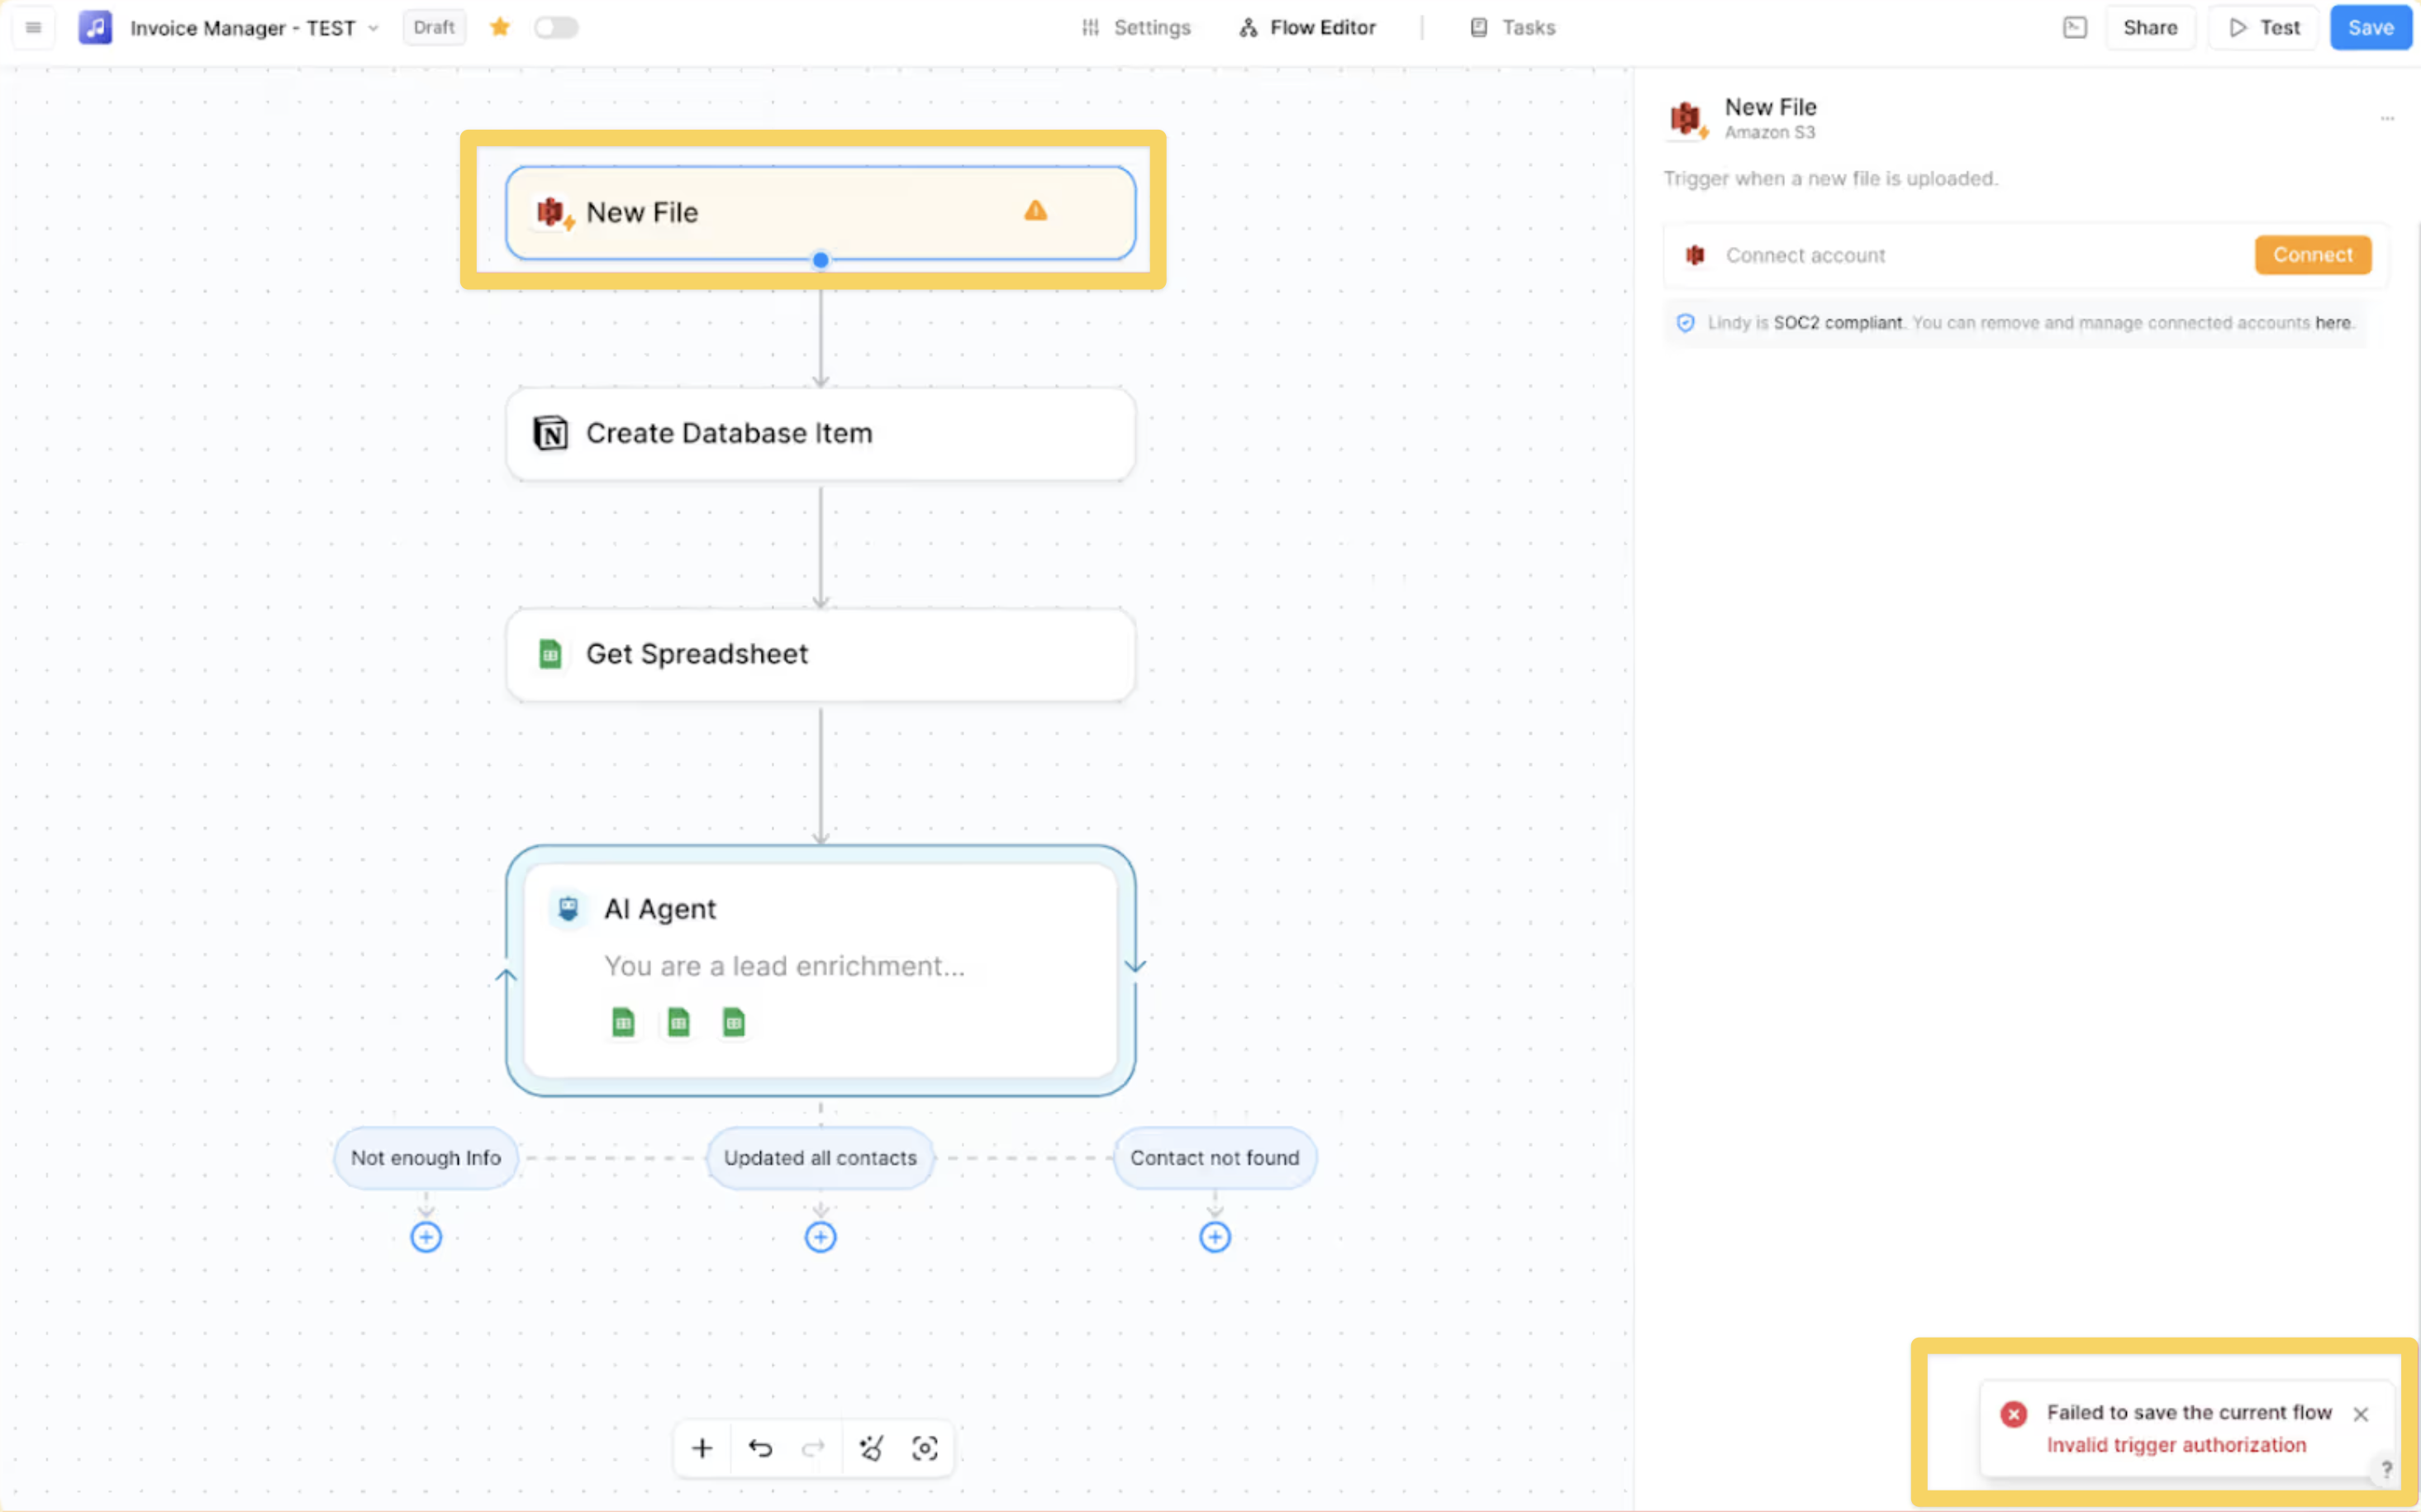 Invoice Manager - TEST
Draft
Settings
Flow Editor
Tasks
Share
Test
Save
New File
Create Database Item
N
Get Spreadsheet
AI Agent
You are a lead enrichment...
Not enough Info
Updated all contacts
Contact not found
New File
Amazon S3
Trigger when a new file is uploaded.
Connect account
Connect
Lindy is SOC2 compliant. You can remove and manage connected accounts here.
Failed to save the current flow
Invalid trigger authorization
?